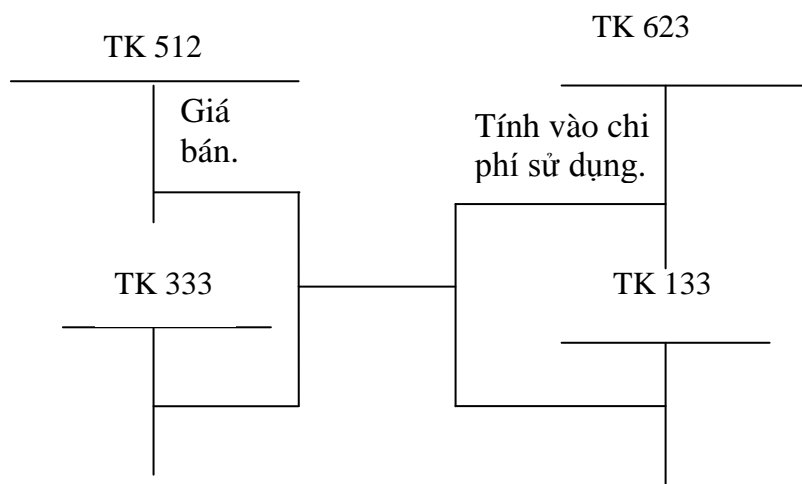 TK 512
TK 623
Giá
bán.
Tính vào chi
phí sử dụng.
TK 333
TK 133